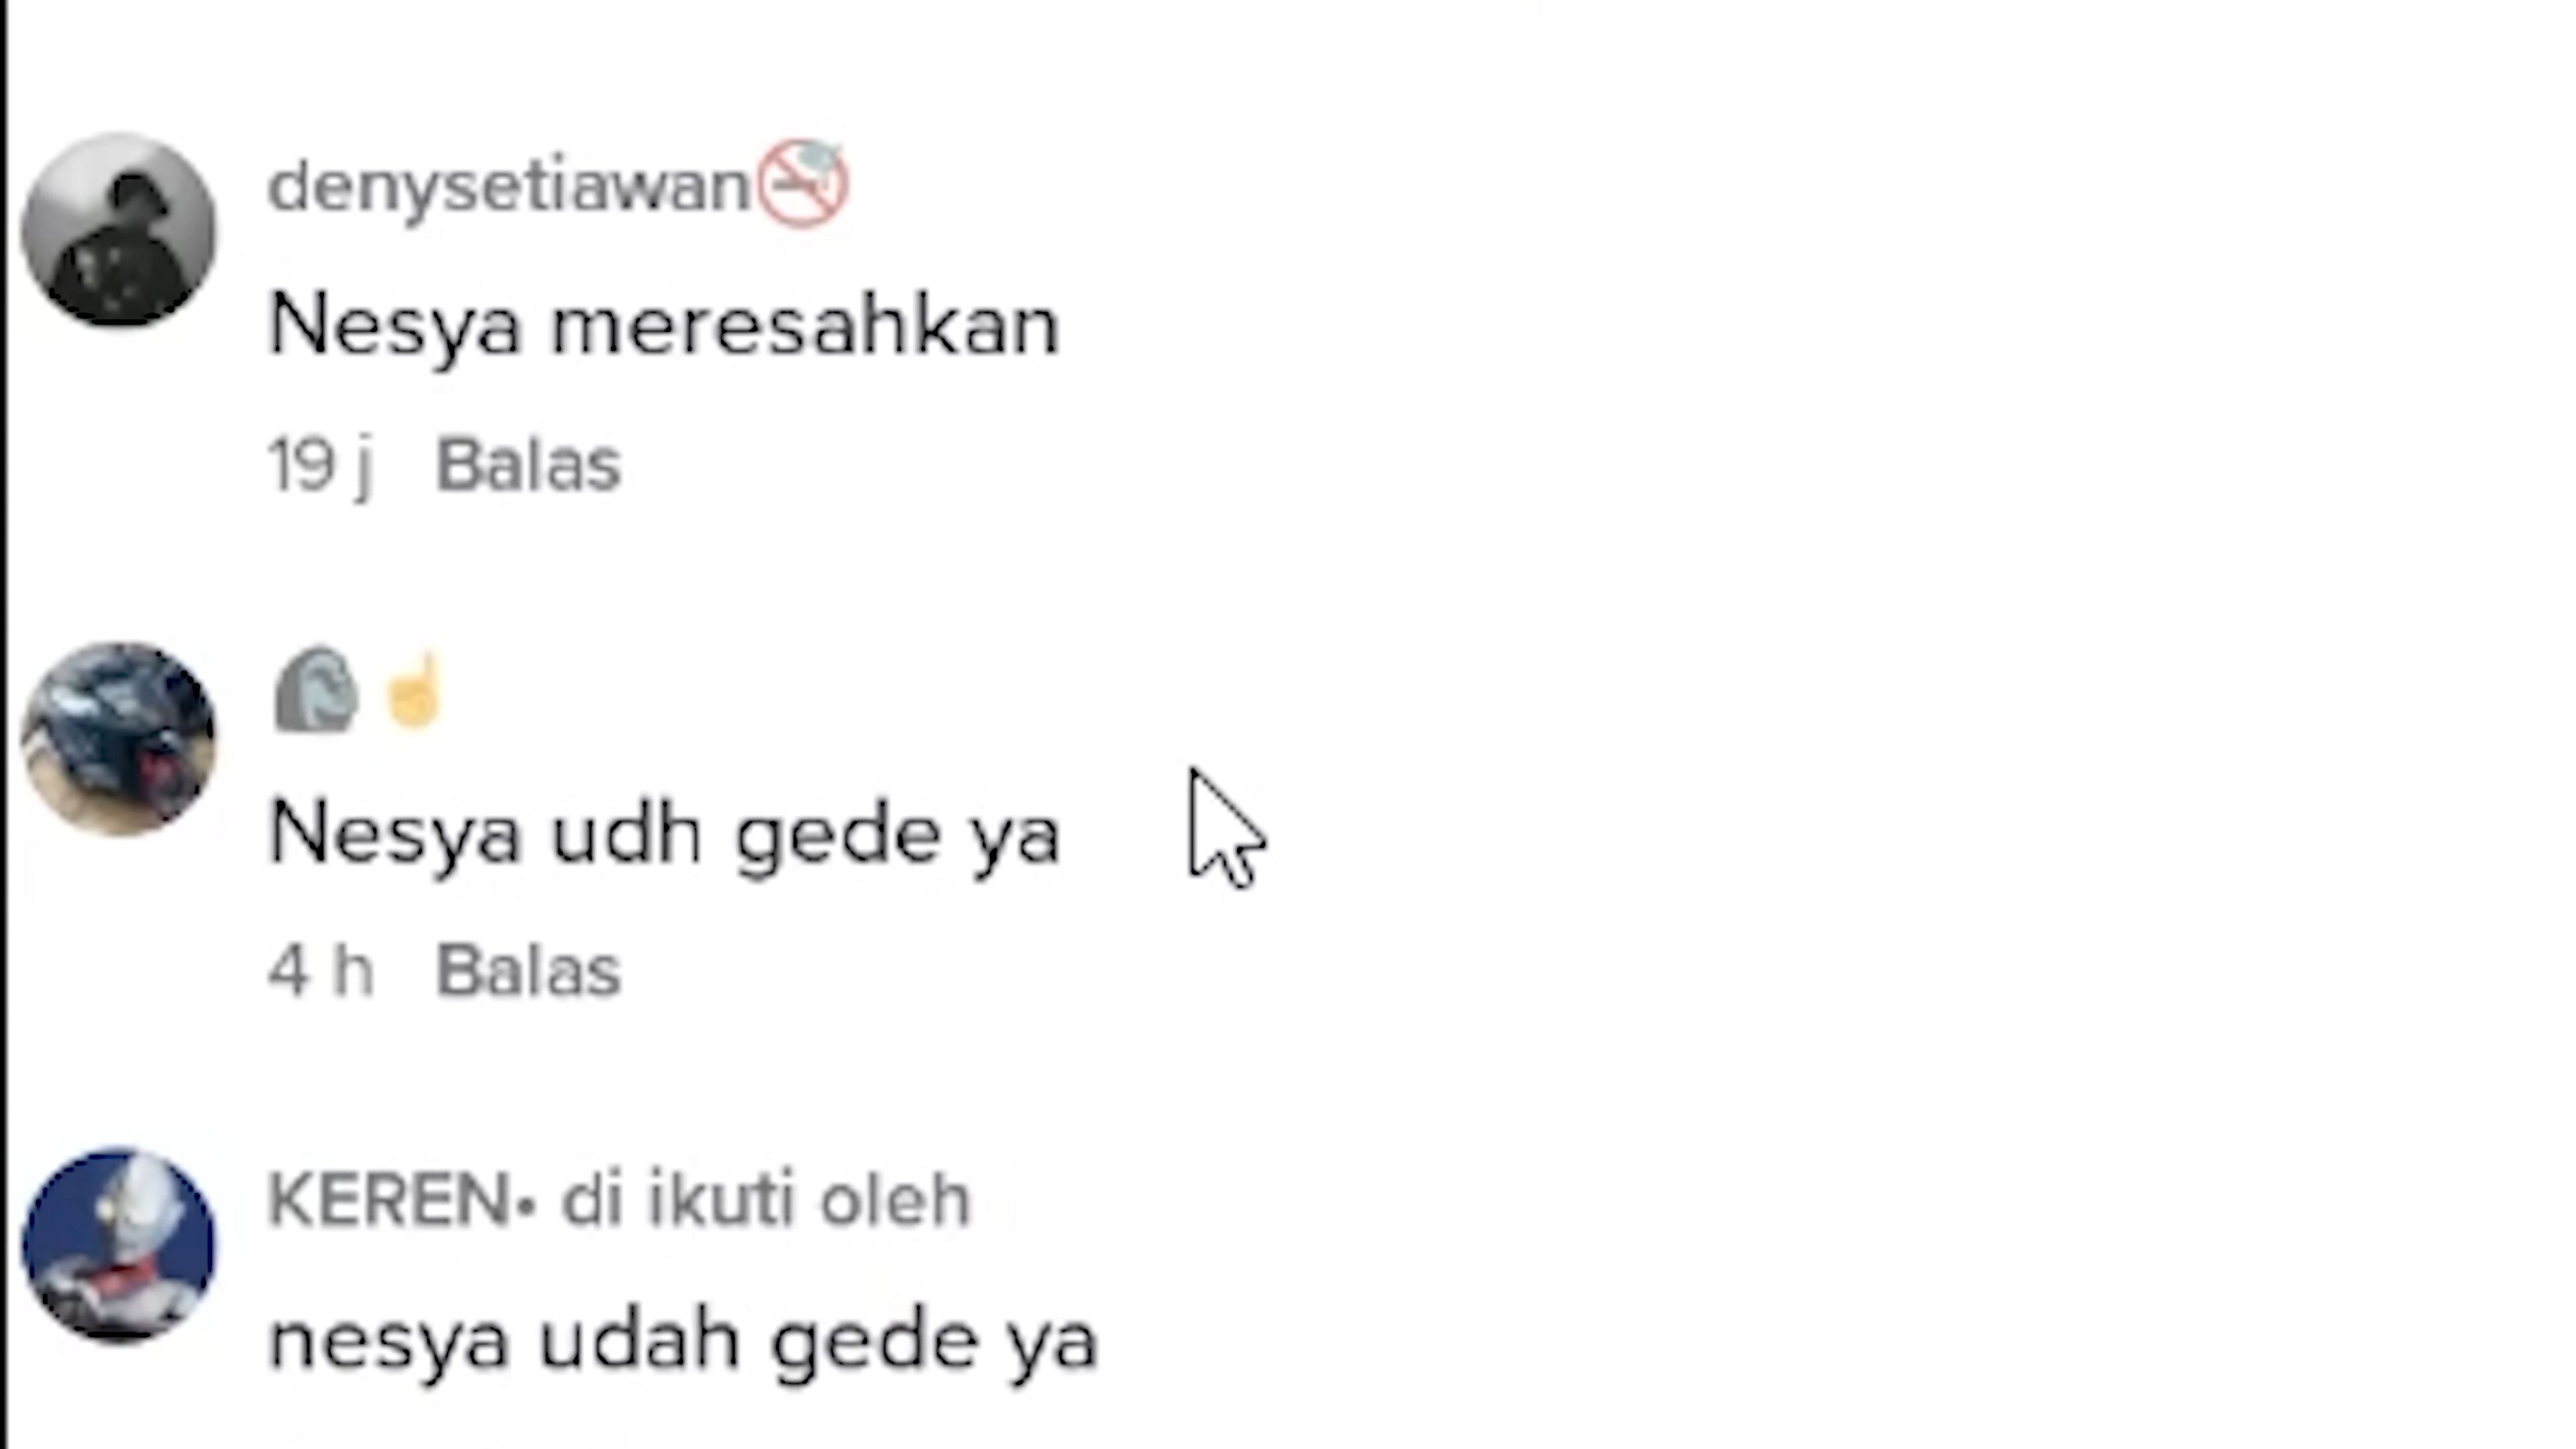 denysetiawan🚱
Nesya meresahkan
19 j Balas
🗿☝
Nesya udh gede ya
4 h Balas
KEREN• di ikuti oleh
nesya udah gede ya